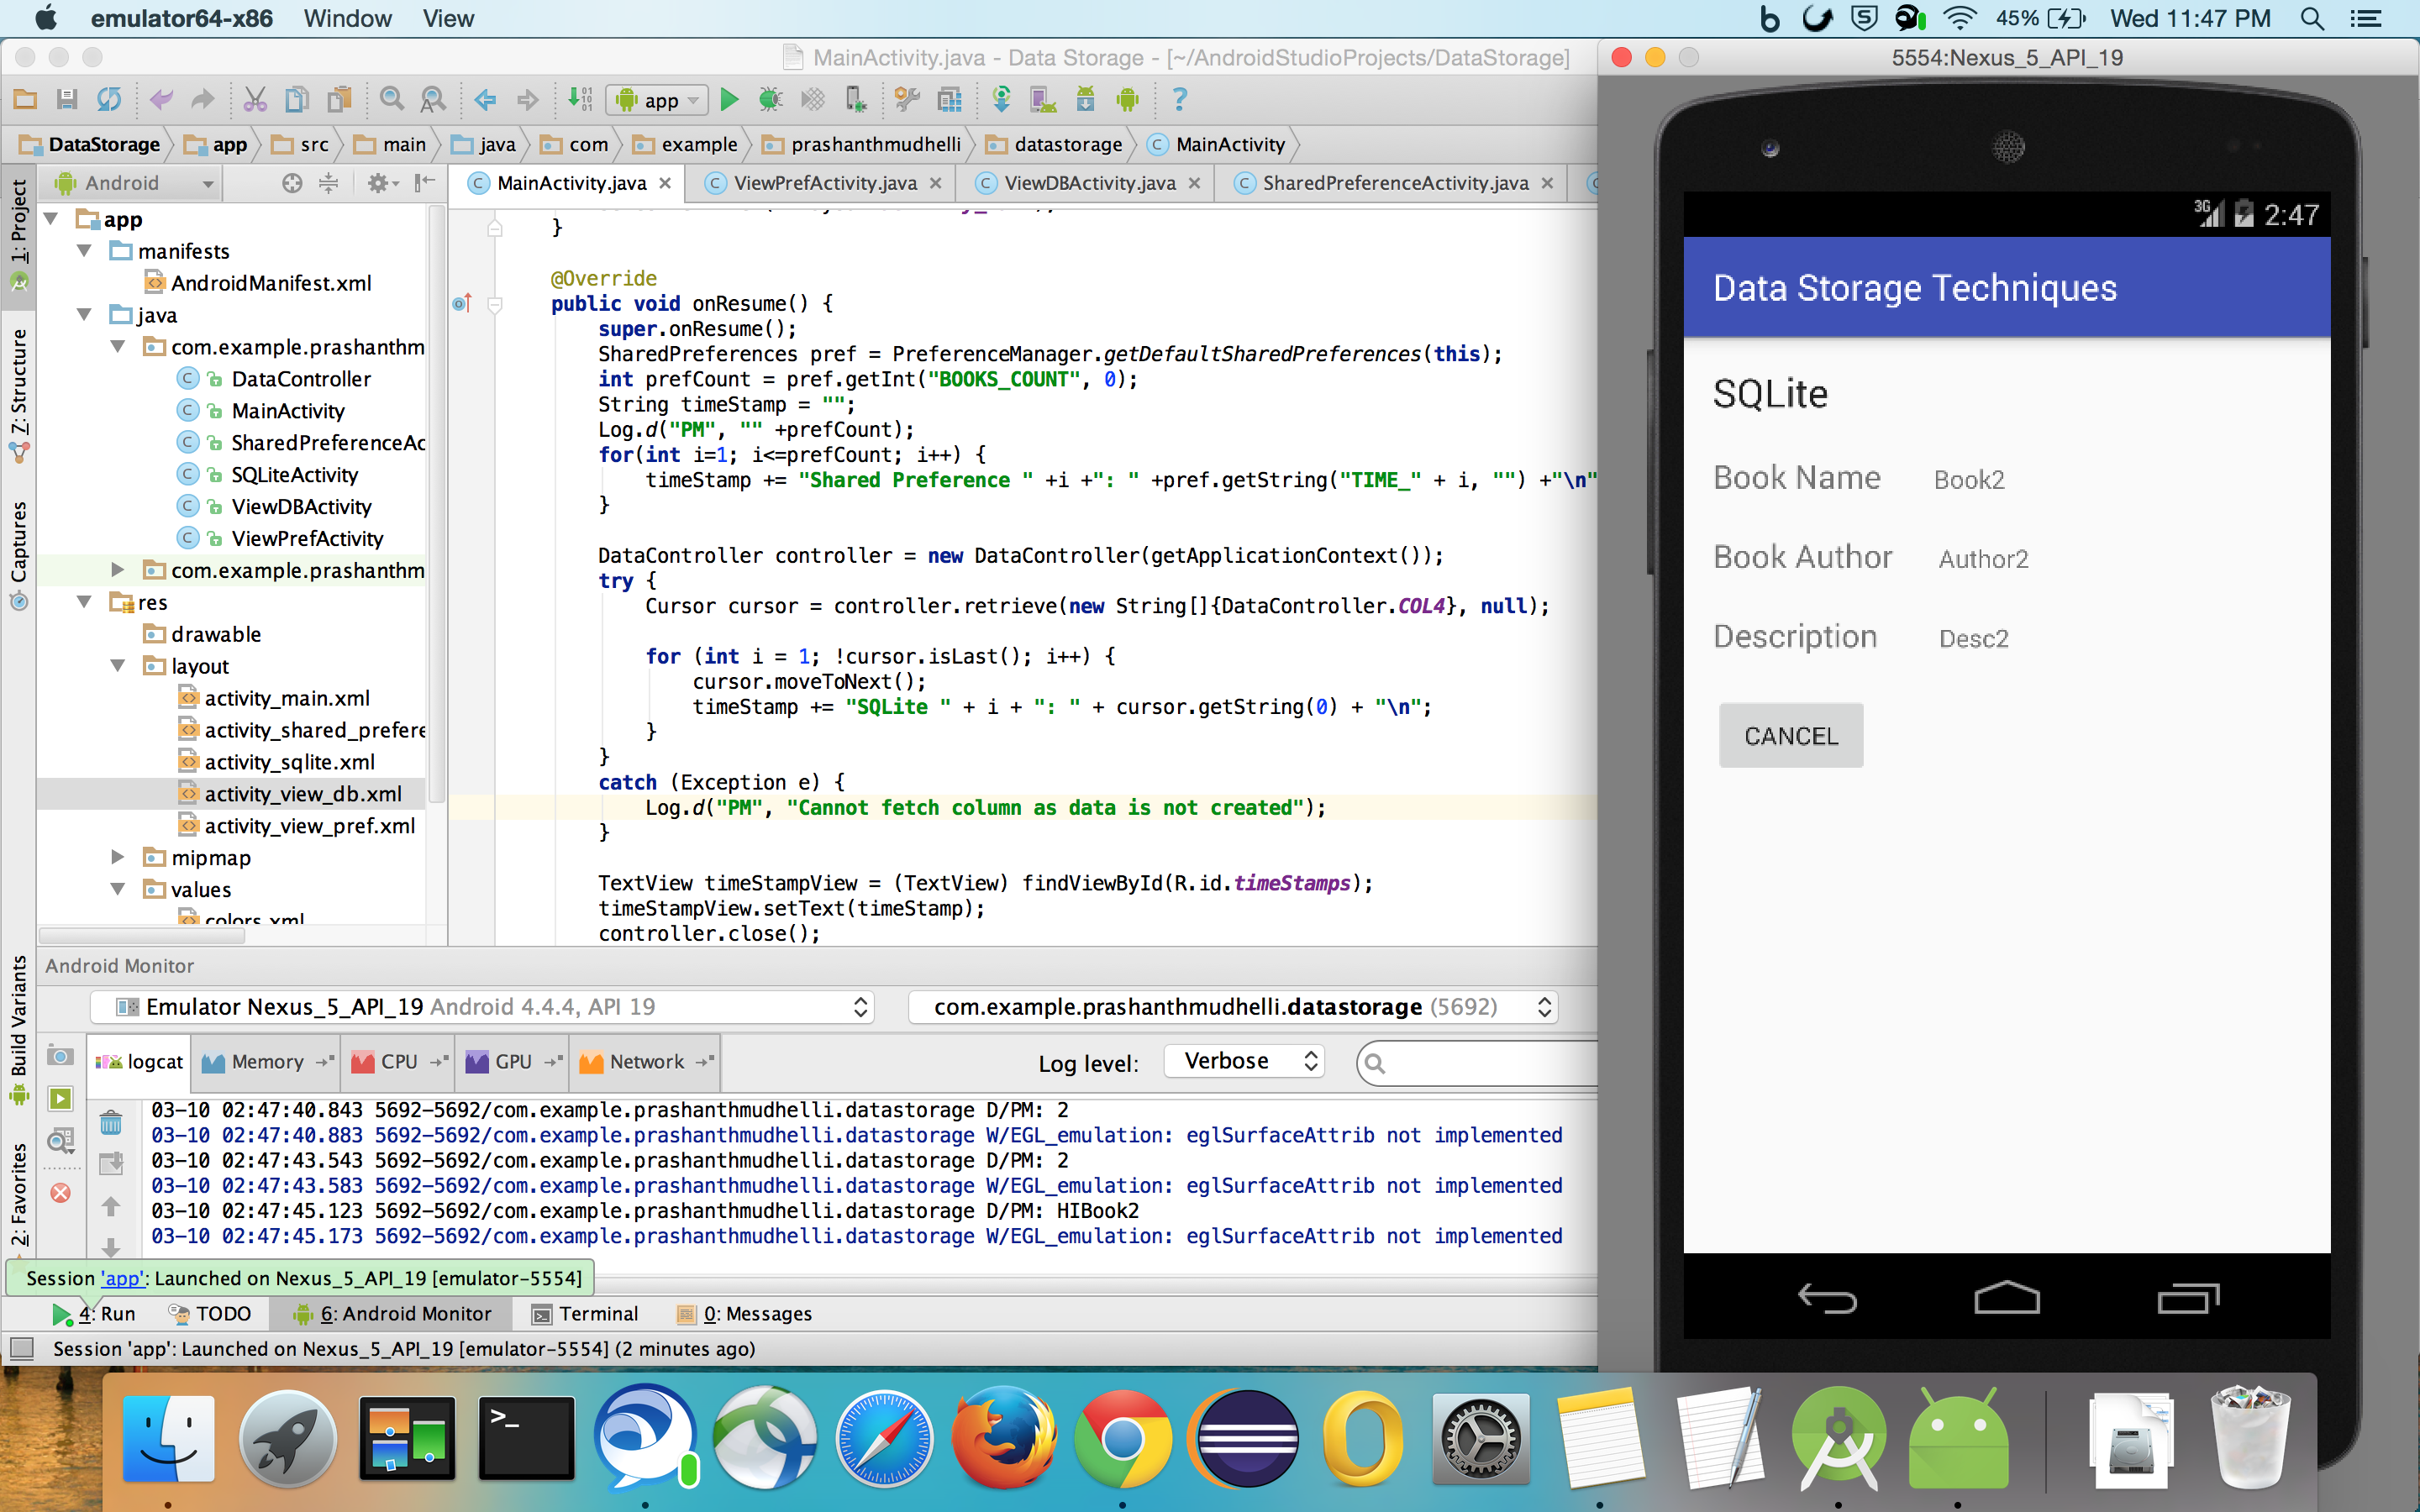 emulator64-x86 Window View 45% Wed 11:47 PM
MainActivity.java - Data Storage - [~/AndroidStudioProjects/DataStorage]
app
DataStorage app src main java com example prashanthmudhelli datastorage MainActivity
Android
MainActivity.java ViewPrefActivity.java ViewDBActivity.java SharedPreferenceActivity.java
1: Project
7: Structure
Captures
Build Variants
2: Favorites
app
manifests
AndroidManifest.xml
java
com.example.prashanthm
DataController
MainActivity
SharedPreferenceAc
SQLiteActivity
ViewDBActivity
ViewPrefActivity
com.example.prashanthm
res
drawable
layout
activity_main.xml
activity_shared_prefere
activity_sqlite.xml
activity_view_db.xml
activity_view_pref.xml
mipmap
values
colors.xml
}
@Override
public void onResume() {
super.onResume();
SharedPreferences pref = PreferenceManager.getDefaultSharedPreferences(this);
int prefCount = pref.getInt("BOOKS_COUNT", 0);
String timeStamp = "";
Log.d("PM", "" +prefCount);
for(int i=1; i<=prefCount; i++) {
timeStamp += "Shared Preference " +i +": " +pref.getString("TIME_" + i, "") +"\n"
}
DataController controller = new DataController(getApplicationContext());
try {
Cursor cursor = controller.retrieve(new String[]{DataController.COL4}, null);
for (int i = 1; !cursor.isLast(); i++) {
cursor.moveToNext();
timeStamp += "SQLite " + i + ": " + cursor.getString(0) + "\n";
}
}
catch (Exception e) {
Log.d("PM", "Cannot fetch column as data is not created");
}
TextView timeStampView = (TextView) findViewById(R.id.timeStamps);
timeStampView.setText(timeStamp);
controller.close();
Android Monitor
Emulator Nexus_5_API_19 Android 4.4.4, API 19 com.example.prashanthmudhelli.datastorage (5692)
logcat Memory CPU GPU Network Log level: Verbose
03-10 02:47:40.843 5692-5692/com.example.prashanthmudhelli.datastorage D/PM: 2
03-10 02:47:40.883 5692-5692/com.example.prashanthmudhelli.datastorage W/EGL_emulation: eglSurfaceAttrib not implemented
03-10 02:47:43.543 5692-5692/com.example.prashanthmudhelli.datastorage D/PM: 2
03-10 02:47:43.583 5692-5692/com.example.prashanthmudhelli.datastorage W/EGL_emulation: eglSurfaceAttrib not implemented
03-10 02:47:45.123 5692-5692/com.example.prashanthmudhelli.datastorage D/PM: HIBook2
03-10 02:47:45.173 5692-5692/com.example.prashanthmudhelli.datastorage W/EGL_emulation: eglSurfaceAttrib not implemented
Session 'app': Launched on Nexus_5_API_19 [emulator-5554]
4: Run TODO 6: Android Monitor Terminal 0: Messages
Session 'app': Launched on Nexus_5_API_19 [emulator-5554] (2 minutes ago)
5554:Nexus_5_API_19
3G 2:47
Data Storage Techniques
SQLite
Book Name Book2
Book Author Author2
Description Desc2
CANCEL